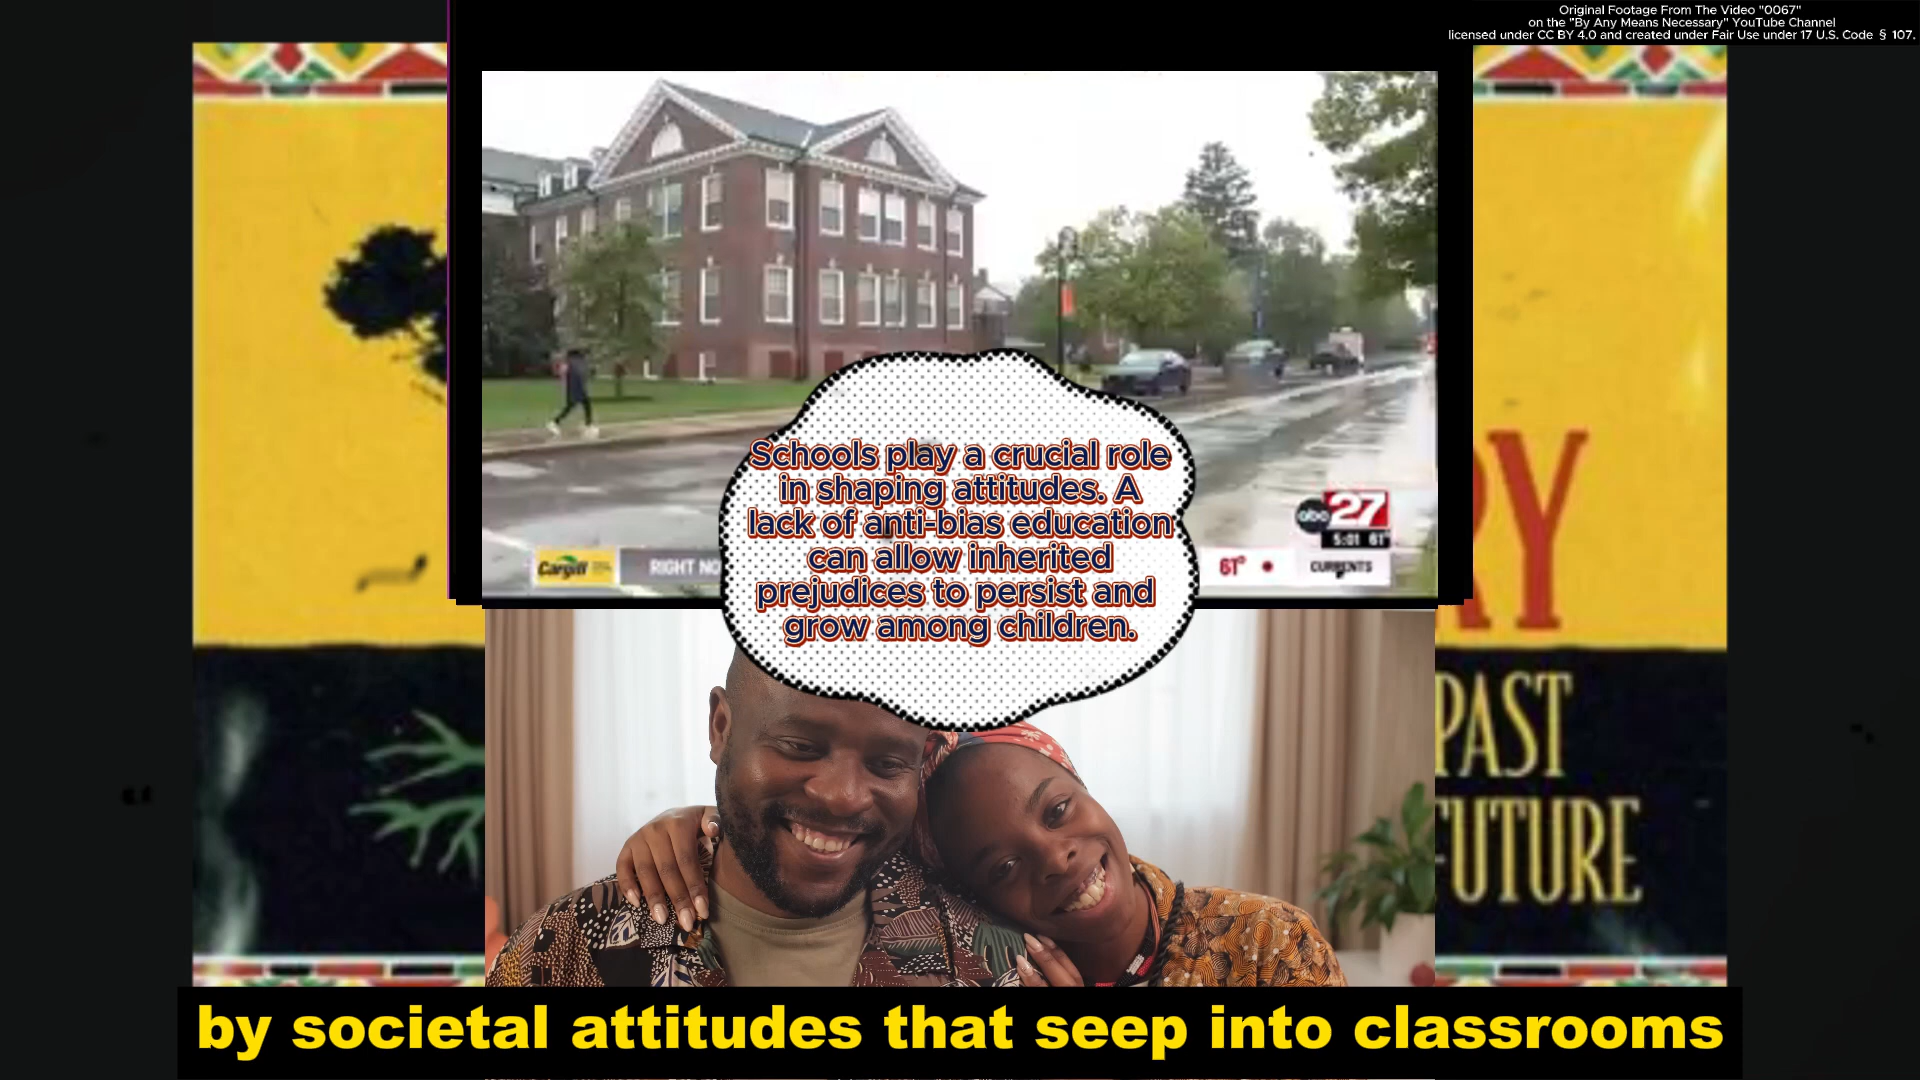 Original Footage From The Video "0067"
on the "By Any Means Necessary" YouTube Channel
licensed under CC BY 4.0 and created under Fair Use under 17 U.S. Code § 107.
Schools play a crucial role
in shaping attitudes. A
lack of anti-bias education
can allow inherited
prejudices to persist and
grow among children.
abc 27
5:01 61°
Cargill
RIGHT NO
61°
CURRENTS
RY
PAST
FUTURE
by societal attitudes that seep into classrooms